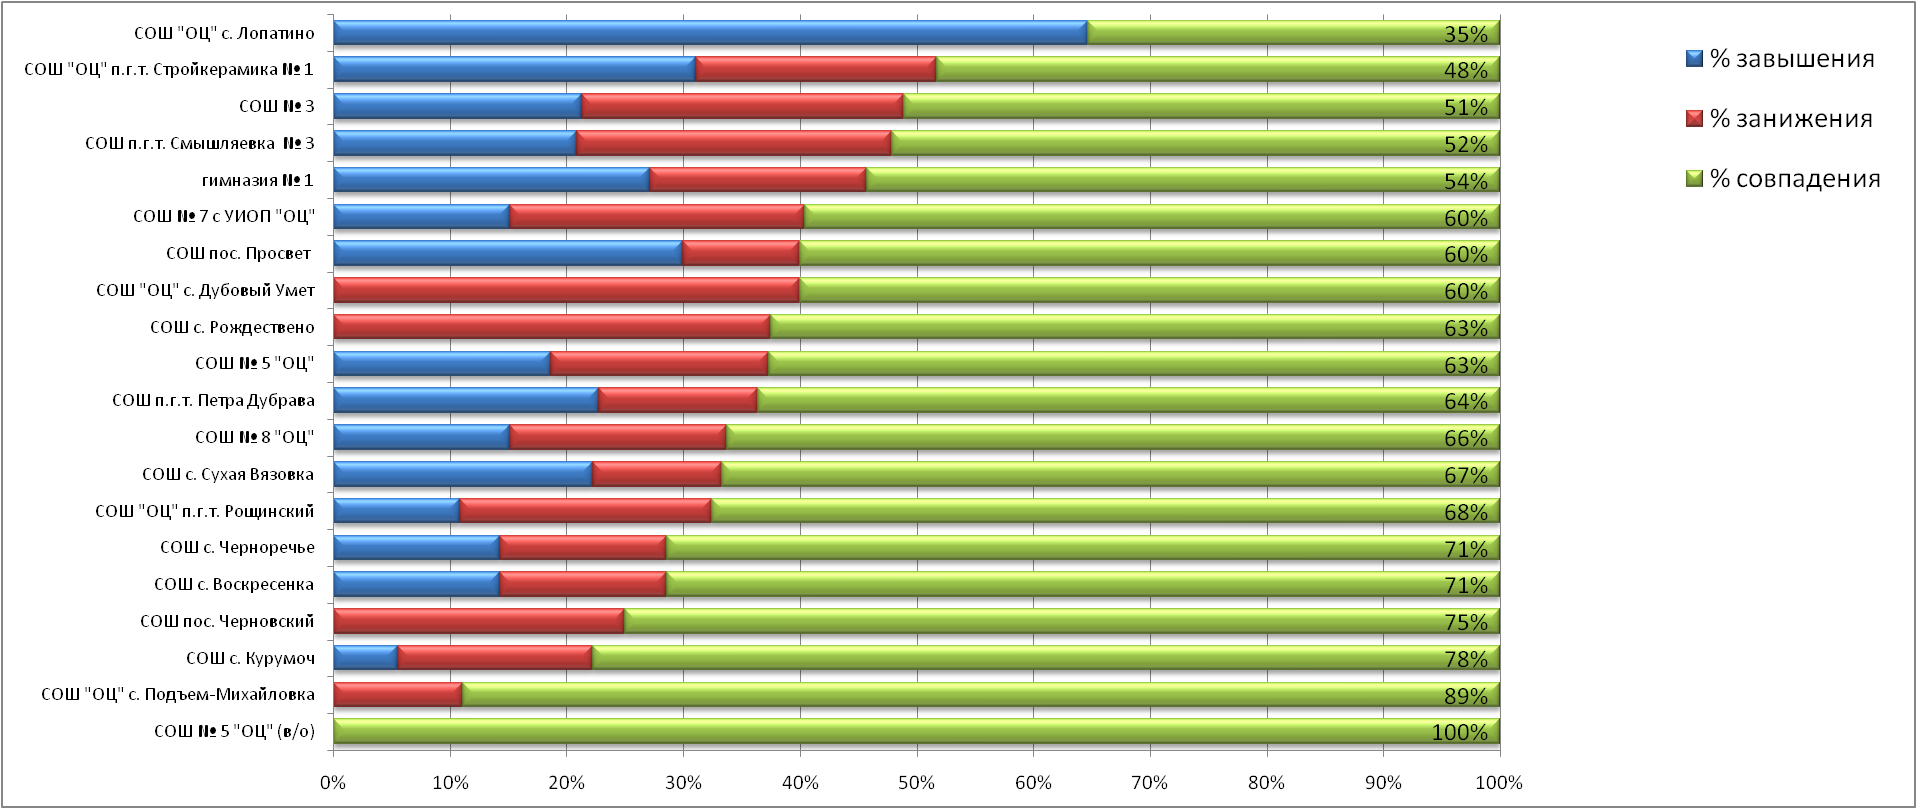 СОШ "ОЦ" с. Лопатино 35%
СОШ "ОЦ" п.г.т. Стройкерамика № 1 48%
СОШ № 3 51%
СОШ п.г.т. Смышляевка № 3 52%
гимназия № 1 54%
СОШ № 7 с УИОП "ОЦ" 60%
СОШ пос. Просвет 60%
СОШ "ОЦ" с. Дубовый Умет 60%
СОШ с. Рождествено 63%
СОШ № 5 "ОЦ" 63%
СОШ п.г.т. Петра Дубрава 64%
СОШ № 8 "ОЦ" 66%
СОШ с. Сухая Вязовка 67%
СОШ "ОЦ" п.г.т. Рощинский 68%
СОШ с. Черноречье 71%
СОШ с. Воскресенка 71%
СОШ пос. Черновский 75%
СОШ с. Курумоч 78%
СОШ "ОЦ" с. Подъем-Михайловка 89%
СОШ № 5 "ОЦ" (в/о) 100%
0% 10% 20% 30% 40% 50% 60% 70% 80% 90% 100%
% завышения
% занижения
% совпадения